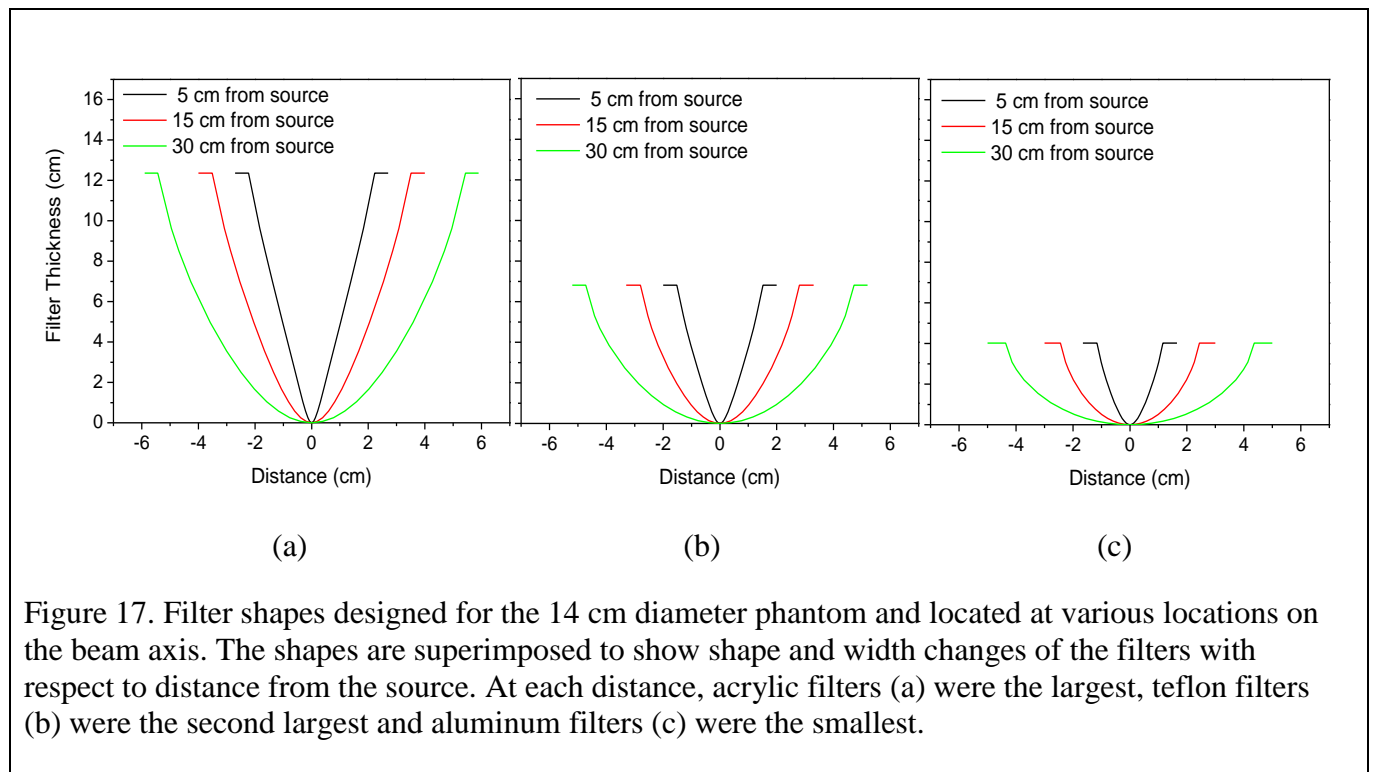 16
14
12
10
8
6
4
2
0
Filter Thickness (cm)
5 cm from source
15 cm from source
30 cm from source
-6 -4 -2 0 2 4 6
Distance (cm)
5 cm from source
15 cm from source
30 cm from source
-6 -4 -2 0 2 4 6
Distance (cm)
5 cm from source
15 cm from source
30 cm from source
-6 -4 -2 0 2 4 6
Distance (cm)
(a) (b) (c)
Figure 17. Filter shapes designed for the 14 cm diameter phantom and located at various locations on
the beam axis. The shapes are superimposed to show shape and width changes of the filters with
respect to distance from the source. At each distance, acrylic filters (a) were the largest, teflon filters
(b) were the second largest and aluminum filters (c) were the smallest.